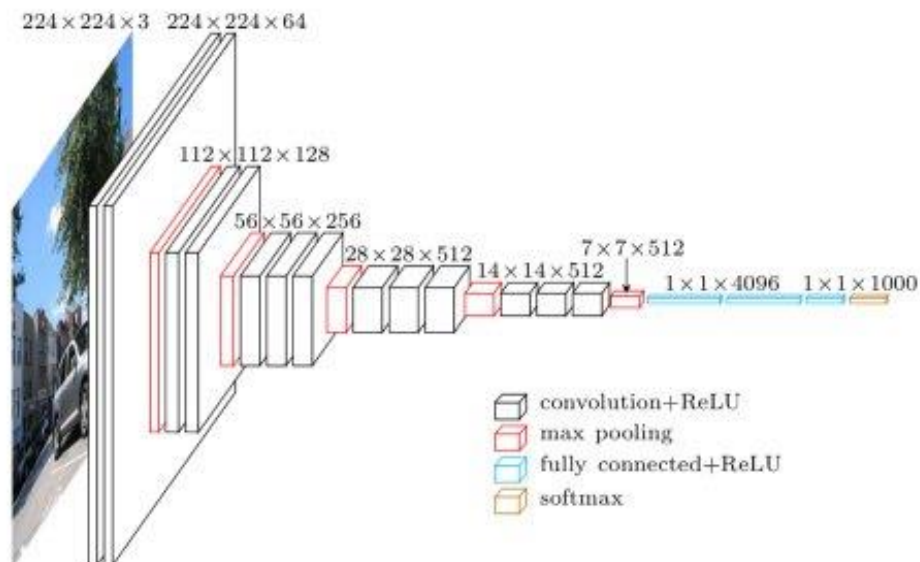 224×224×3
224×224×64
112×112×128
56×56×256
28×28×512
14×14×512
7×7×512
1×1×4096
1×1×1000
convolution+ReLU
max pooling
fully connected+ReLU
softmax